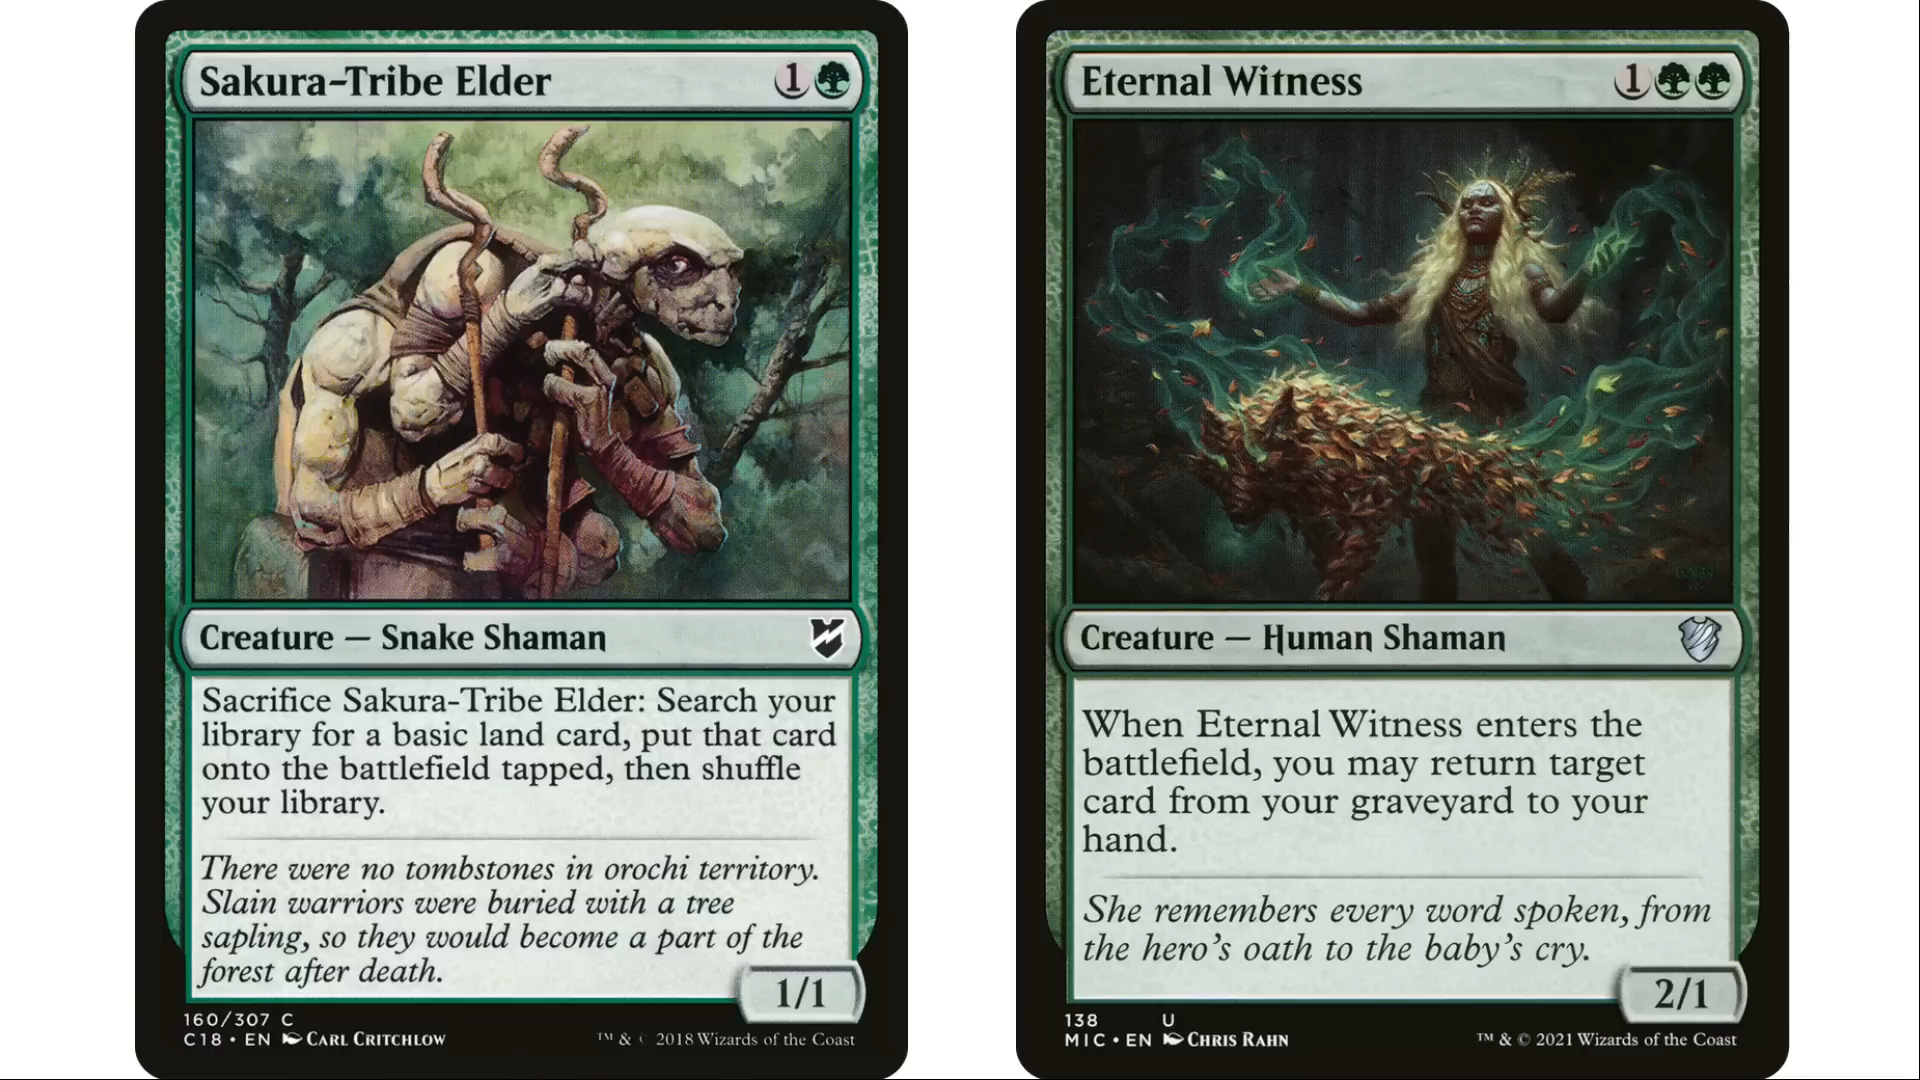 Sakura-Tribe Elder 1
Creature — Snake Shaman
Sacrifice Sakura-Tribe Elder: Search your
library for a basic land card, put that card
onto the battlefield tapped, then shuffle
your library.
There were no tombstones in orochi territory.
Slain warriors were buried with a tree
sapling, so they would become a part of the
forest after death.
1/1
160/307 C
C18 • EN CARL CRITCHLOW
™ & © 2018 Wizards of the Coast
Eternal Witness 1
Creature — Human Shaman
When Eternal Witness enters the
battlefield, you may return target
card from your graveyard to your
hand.
She remembers every word spoken, from
the hero's oath to the baby's cry.
2/1
138 U
MIC • EN CHRIS RAHN
™ & © 2021 Wizards of the Coast